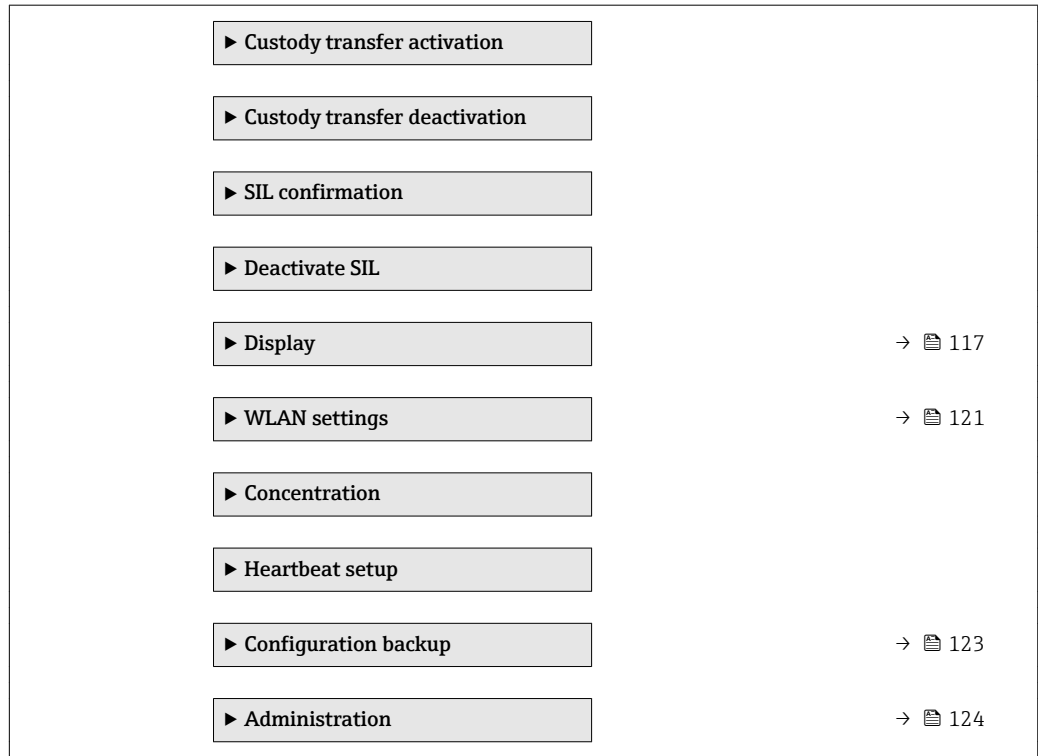 ▶ Custody transfer activation
▶ Custody transfer deactivation
▶ SIL confirmation
▶ Deactivate SIL
▶ Display → 117
▶ WLAN settings → 121
▶ Concentration
▶ Heartbeat setup
▶ Configuration backup → 123
▶ Administration → 124